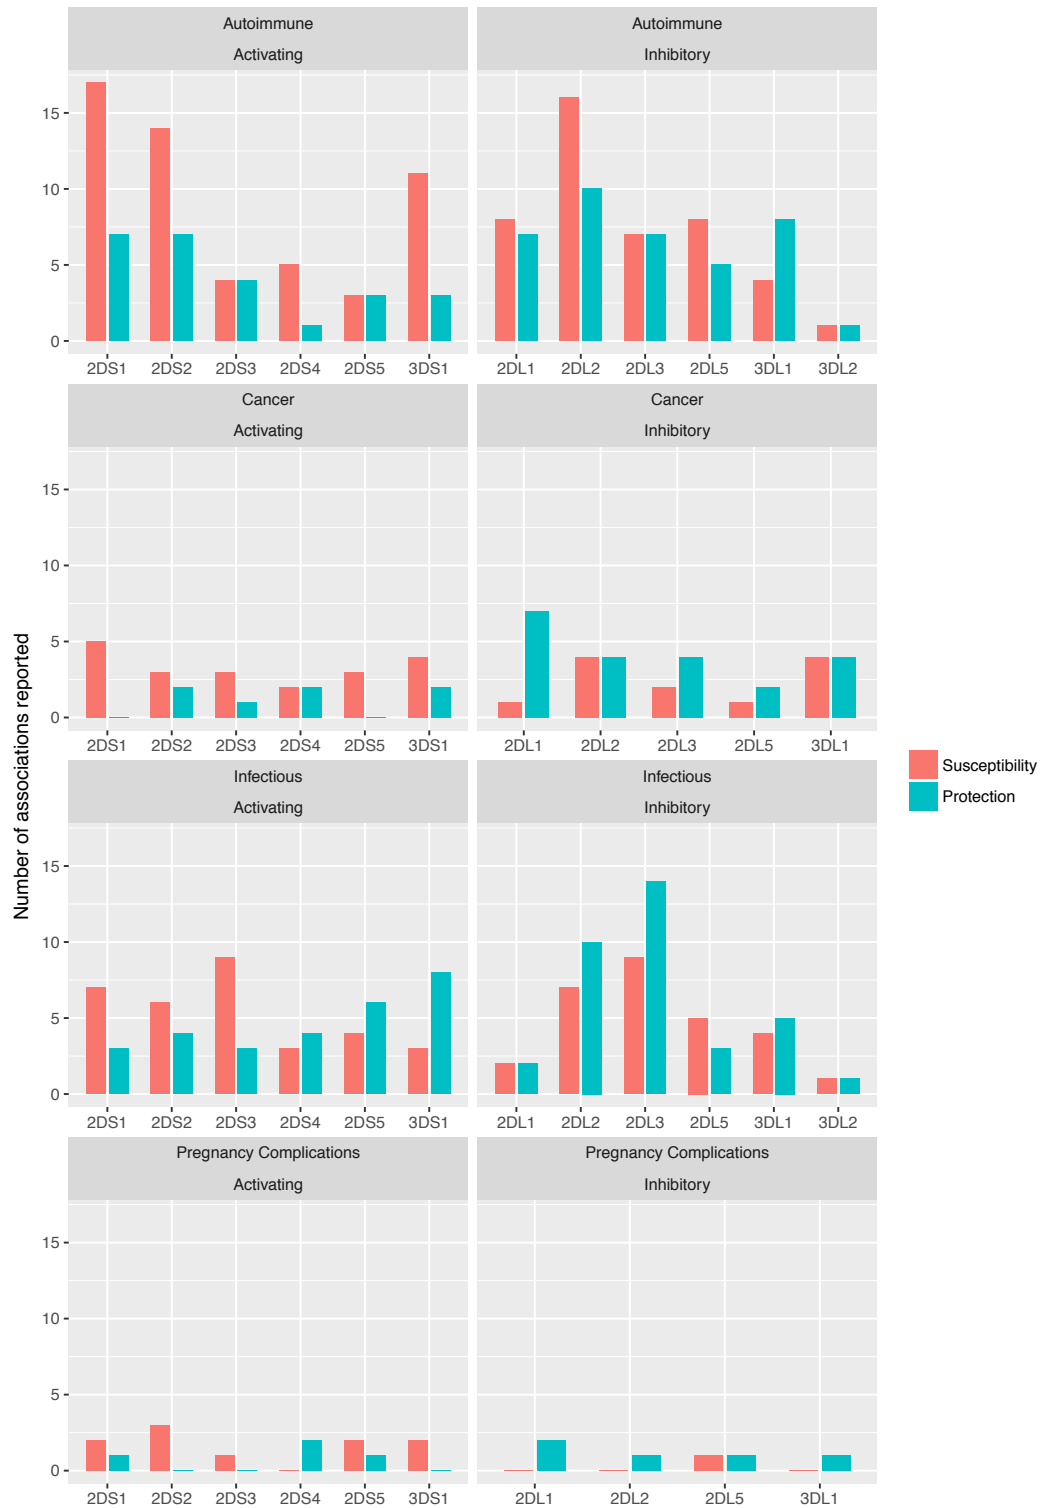 Autoimmune
Activating
Autoimmune
Inhibitory
15
10
5
0
2DS1 2DS2 2DS3 2DS4 2DS5 3DS1
2DL1 2DL2 2DL3 2DL5 3DL1 3DL2
Cancer
Activating
Cancer
Inhibitory
15
10
5
0
2DS1 2DS2 2DS3 2DS4 2DS5 3DS1
2DL1 2DL2 2DL3 2DL5 3DL1
Number of associations reported
Susceptibility
Protection
Infectious
Activating
Infectious
Inhibitory
15
10
5
0
2DS1 2DS2 2DS3 2DS4 2DS5 3DS1
2DL1 2DL2 2DL3 2DL5 3DL1 3DL2
Pregnancy Complications
Activating
Pregnancy Complications
Inhibitory
15
10
5
0
2DS1 2DS2 2DS3 2DS4 2DS5 3DS1
2DL1 2DL2 2DL5 3DL1